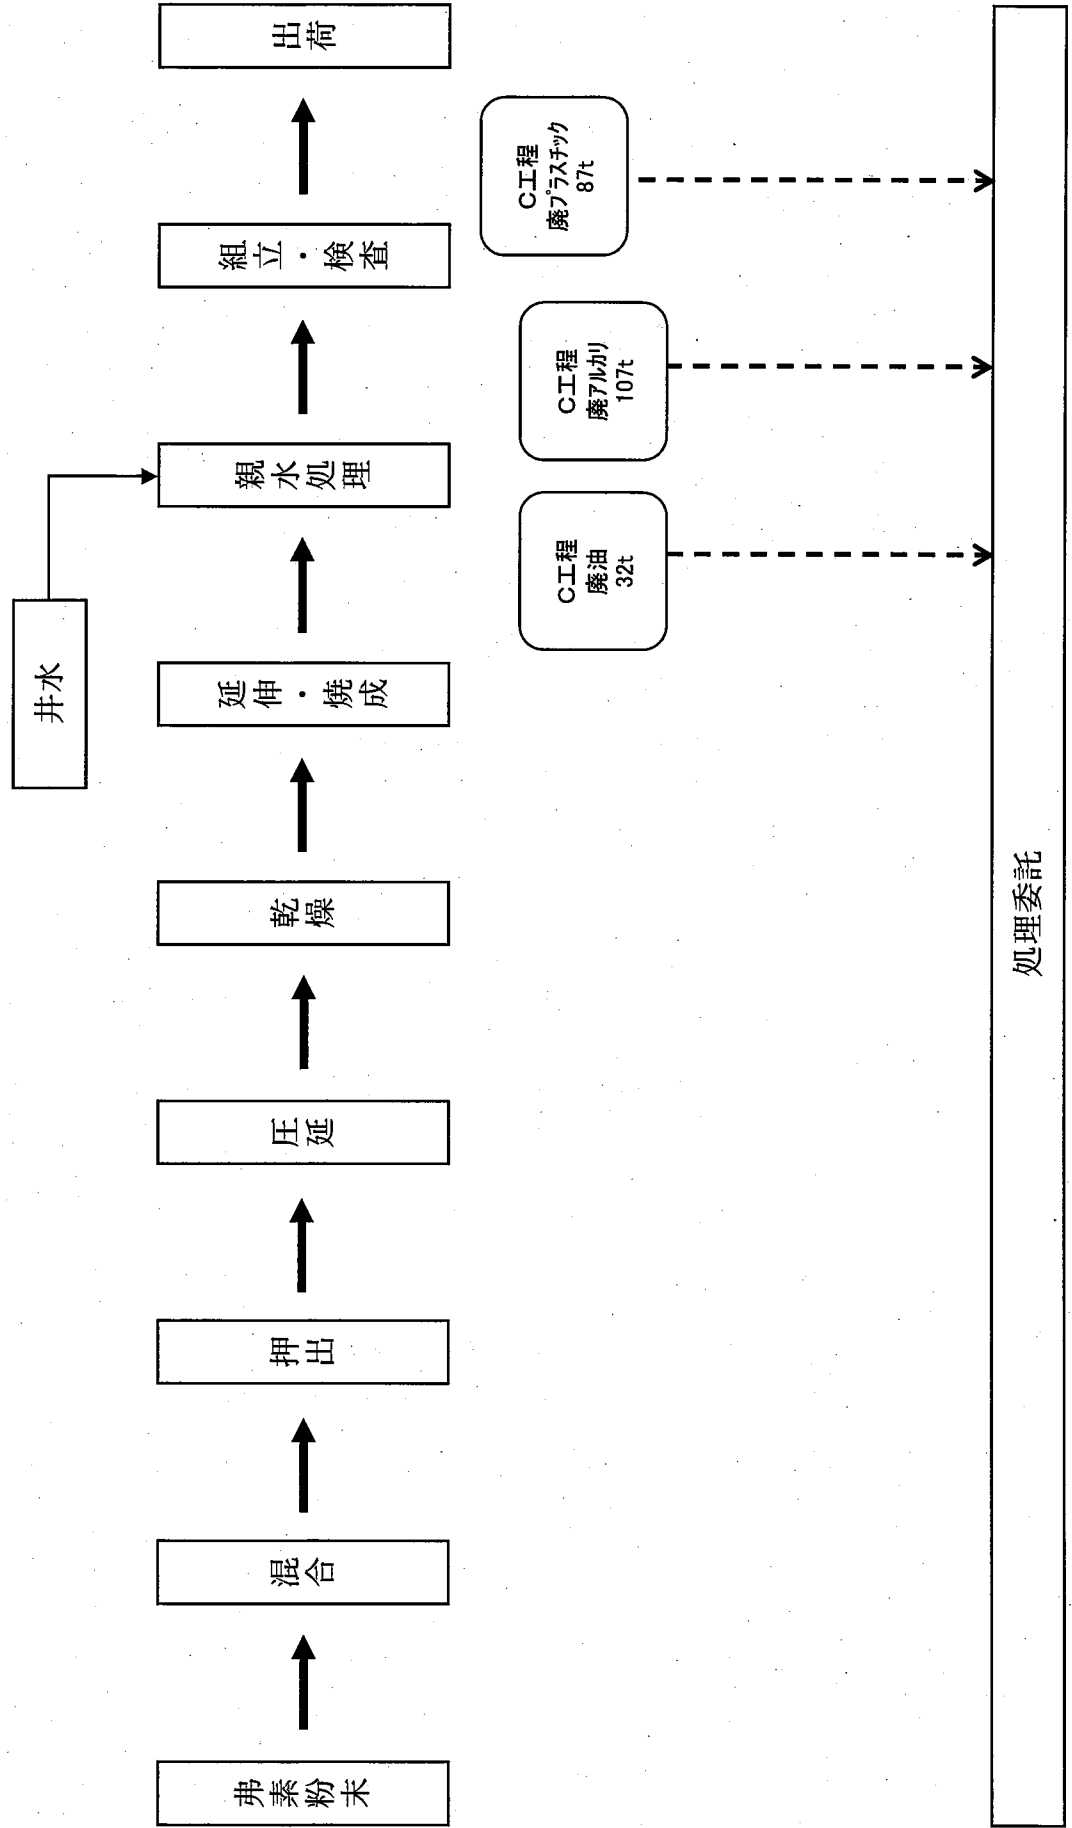 井水
弗素粉末
混合
押出
圧延
乾燥
延伸・焼成
親水処理
組立・検査
出荷
C工程
廃油
32t
C工程
廃アルカリ
107t
C工程
廃プラスチック
87t
処理委託